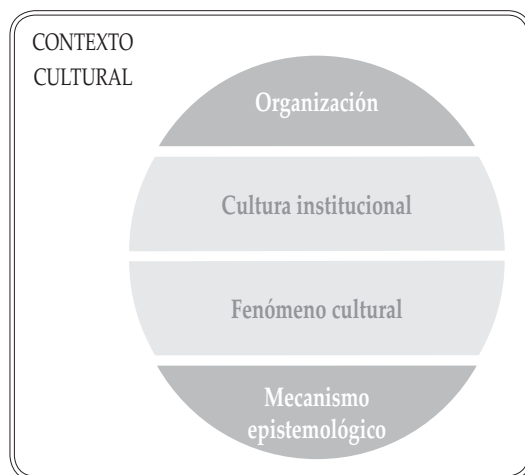 CONTEXTO
CULTURAL
Organización
Cultura institucional
Fenómeno cultural
Mecanismo
epistemológico